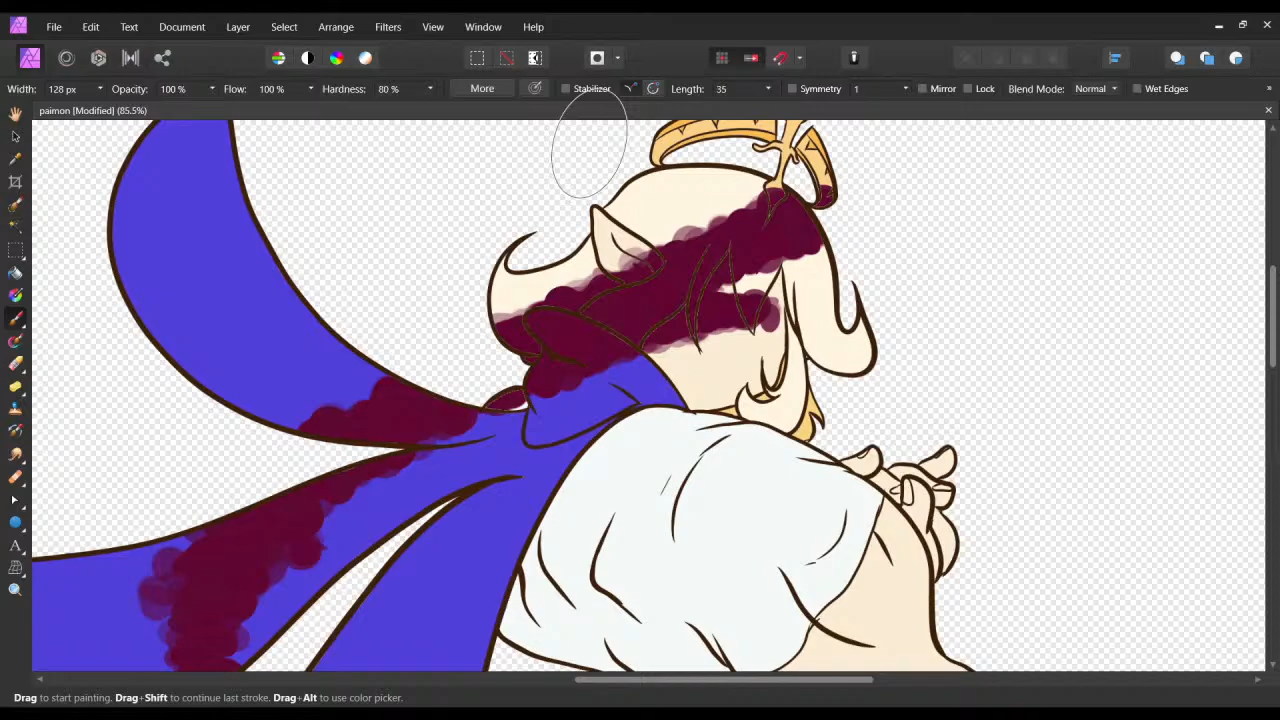 File Edit Text Document Layer Select Arrange Filters View Window Help
Width: 128 px Opacity: 100 % Flow: 100 % Hardness: 80 % More Stabilizer Length: 35 Symmetry 1 Mirror Lock Blend Mode: Normal Wet Edges
paimon [Modified] (85.5%)
Drag to start painting. Drag+Shift to continue last stroke. Drag+Alt to use color picker.